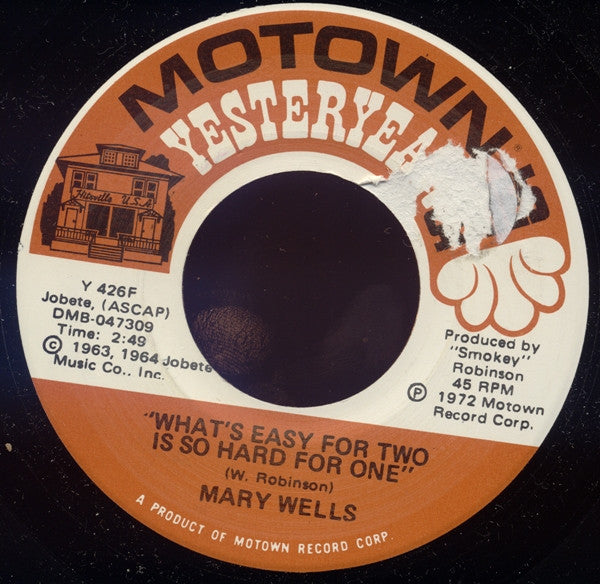 MOTOWN
YESTERYEA
Hitsville U.S.A.
Y 426F
Jobete, (ASCAP)
DMB-047309
Time: 2:49
© 1963, 1964 Jobete
Music Co., Inc.
Produced by
"Smokey"
Robinson
45 RPM
℗ 1972 Motown
Record Corp.
"WHAT'S EASY FOR TWO
IS SO HARD FOR ONE"
(W. Robinson)
MARY WELLS
A PRODUCT OF MOTOWN RECORD CORP.